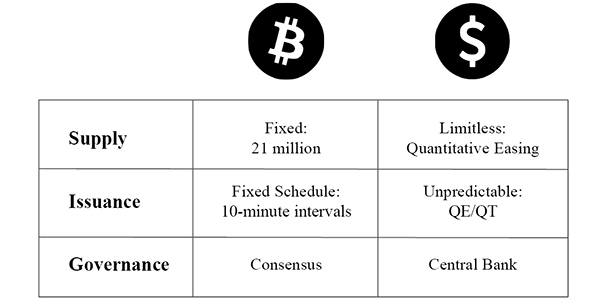 ₿ $
Supply
Fixed:
21 million
Limitless:
Quantitative Easing
Issuance
Fixed Schedule:
10-minute intervals
Unpredictable:
QE/QT
Governance
Consensus
Central Bank